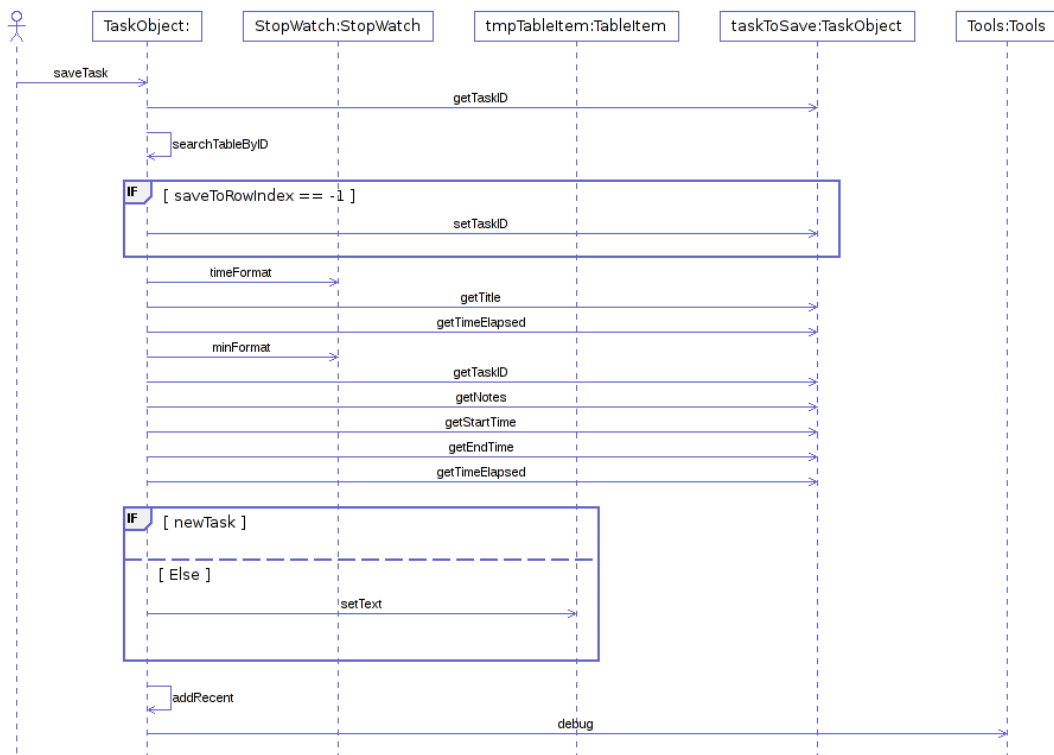 TaskObject:
StopWatch:StopWatch
tmpTableItem:TableItem
taskToSave:TaskObject
Tools:Tools
saveTask
getTaskID
searchTableByID
IF
[ saveToRowIndex == -1 ]
setTaskID
timeFormat
getTitle
getTimeElapsed
minFormat
getTaskID
getNotes
getStartTime
getEndTime
getTimeElapsed
IF
[ newTask ]
[ Else ]
setText
addRecent
debug